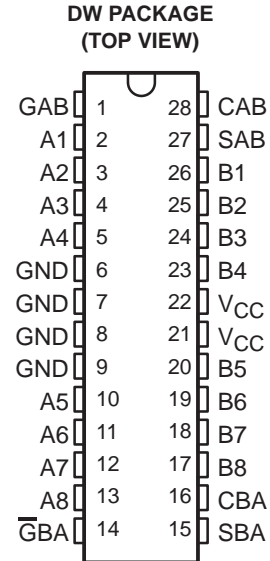 DW PACKAGE
(TOP VIEW)
GAB 1 28 CAB
A1 2 27 SAB
A2 3 26 B1
A3 4 25 B2
A4 5 24 B3
GND 6 23 B4
GND 7 22 VCC
GND 8 21 VCC
GND 9 20 B5
A5 10 19 B6
A6 11 18 B7
A7 12 17 B8
A8 13 16 CBA
G̅BA 14 15 SBA